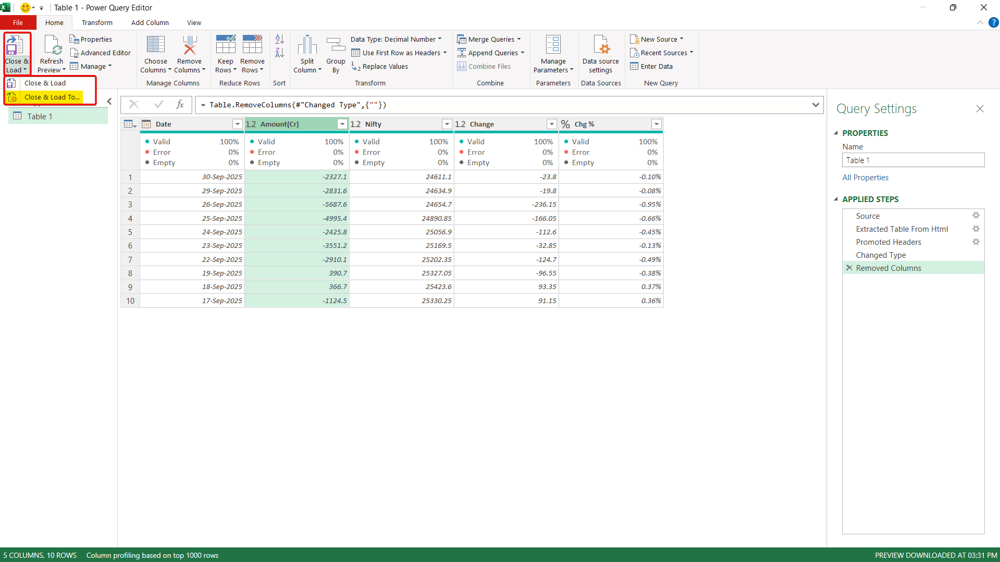 Table 1 - Power Query Editor
File Home Transform Add Column View
Close & Load
Refresh Preview
Properties
Advanced Editor
Manage
Choose Columns
Remove Columns
Manage Columns
Keep Rows
Remove Rows
Reduce Rows
Sort
Split Column
Group By
Data Type: Decimal Number
Use First Row as Headers
Replace Values
Transform
Merge Queries
Append Queries
Combine Files
Combine
Manage Parameters
Parameters
Data source settings
Data Sources
New Source
Recent Sources
Enter Data
New Query
Close & Load
Close & Load To...
Table 1
fx = Table.RemoveColumns(#"Changed Type",{""})
Date 1.2 Amount(Cr) 1.2 Nifty 1.2 Change % Chg %
Valid 100% Valid 100% Valid 100% Valid 100% Valid 100%
Error 0% Error 0% Error 0% Error 0% Error 0%
Empty 0% Empty 0% Empty 0% Empty 0% Empty 0%
1 30-Sep-2025 -2327.1 24611.1 -23.8 -0.10%
2 29-Sep-2025 -2831.6 24634.9 -19.8 -0.08%
3 26-Sep-2025 -5687.6 24654.7 -236.15 -0.95%
4 25-Sep-2025 -4995.4 24890.85 -166.05 -0.66%
5 24-Sep-2025 -2425.8 25056.9 -112.6 -0.45%
6 23-Sep-2025 -3551.2 25169.5 -32.85 -0.13%
7 22-Sep-2025 -2910.1 25202.35 -124.7 -0.49%
8 19-Sep-2025 390.7 25327.05 -96.55 -0.38%
9 18-Sep-2025 366.7 25423.6 93.35 0.37%
10 17-Sep-2025 -1124.5 25330.25 91.15 0.36%
Query Settings
PROPERTIES
Name
Table 1
All Properties
APPLIED STEPS
Source
Extracted Table From Html
Promoted Headers
Changed Type
Removed Columns
5 COLUMNS, 10 ROWS Column profiling based on top 1000 rows PREVIEW DOWNLOADED AT 03:31 PM